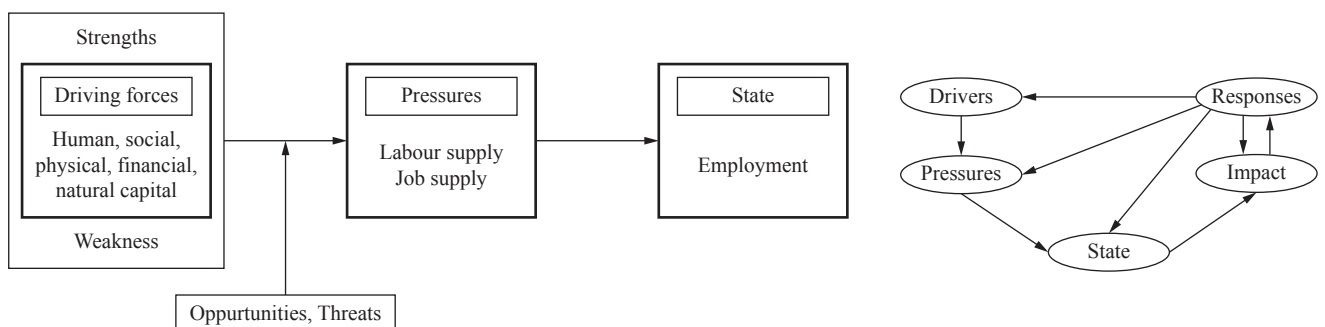 Strengths
Driving forces
Human, social,
physical, financial,
natural capital
Weakness
Oppurtunities, Threats
Pressures
Labour supply
Job supply
State
Employment
Drivers
Responses
Pressures
Impact
State